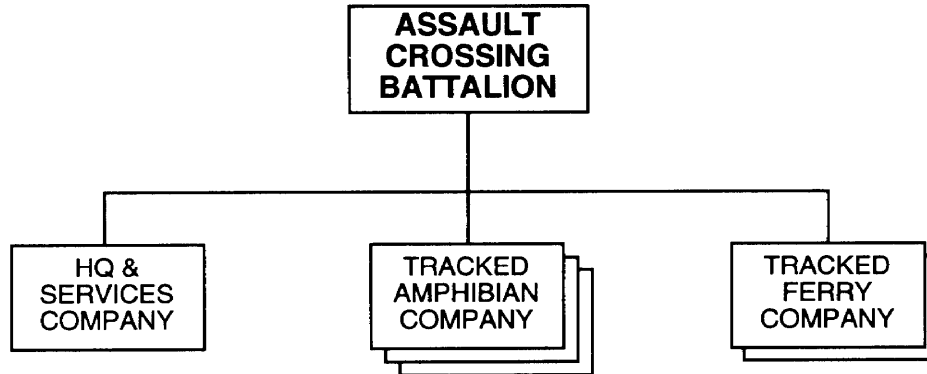 ASSAULT
CROSSING
BATTALION
HQ &
SERVICES
COMPANY
TRACKED
AMPHIBIAN
COMPANY
TRACKED
FERRY
COMPANY